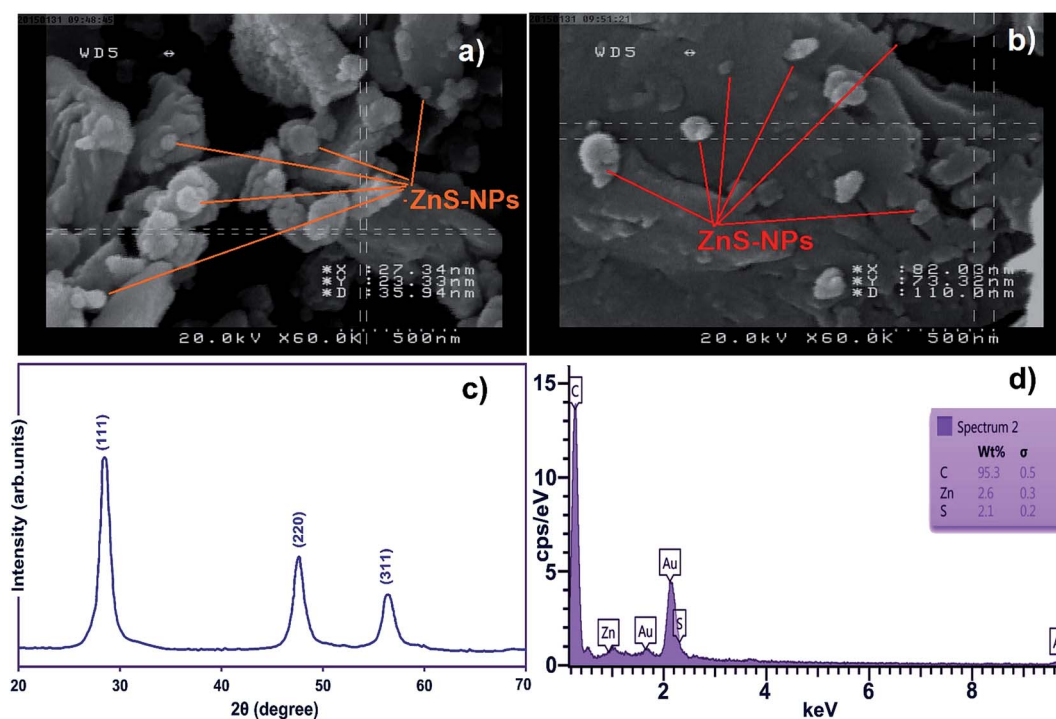 20150131 09:48:45
a)
WD5
ZnS-NPs
*X :27.34nm
*Y :23.33nm
*D :35.94nm
20.0kV X60.0K 500nm
20150131 09:51:21
b)
WD5
ZnS-NPs
*X :82.03nm
*Y :73.32nm
*D :110.0nm
20.0kV X60.0K 500nm
c)
Intensity (arb.units)
(111)
(220)
(311)
20 30 40 50 60 70
2θ (degree)
d)
cps/eV
15
10
5
0
C
Zn
Au
Au
S
A
Spectrum 2
Wt% σ
C 95.3 0.5
Zn 2.6 0.3
S 2.1 0.2
2 4 6 8
keV